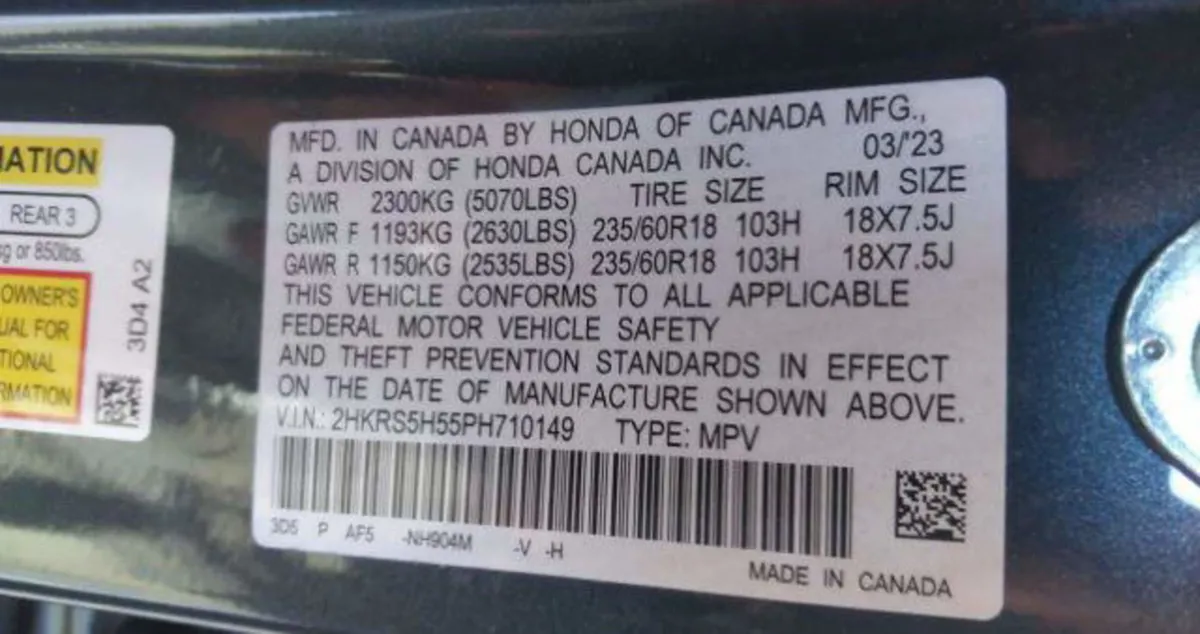 MATION
REAR 3
kg or 850lbs.
OWNER'S
UAL FOR
TIONAL
RMATION
3D4 A2
MFD. IN CANADA BY HONDA OF CANADA MFG.,
A DIVISION OF HONDA CANADA INC. 03/'23
GVWR 2300KG (5070LBS) TIRE SIZE RIM SIZE
GAWR F 1193KG (2630LBS) 235/60R18 103H 18X7.5J
GAWR R 1150KG (2535LBS) 235/60R18 103H 18X7.5J
THIS VEHICLE CONFORMS TO ALL APPLICABLE
FEDERAL MOTOR VEHICLE SAFETY
AND THEFT PREVENTION STANDARDS IN EFFECT
ON THE DATE OF MANUFACTURE SHOWN ABOVE.
V.I.N.: 2HKRS5H55PH710149 TYPE: MPV
3D5 P AF5 -NH904M -V -H
MADE IN CANADA